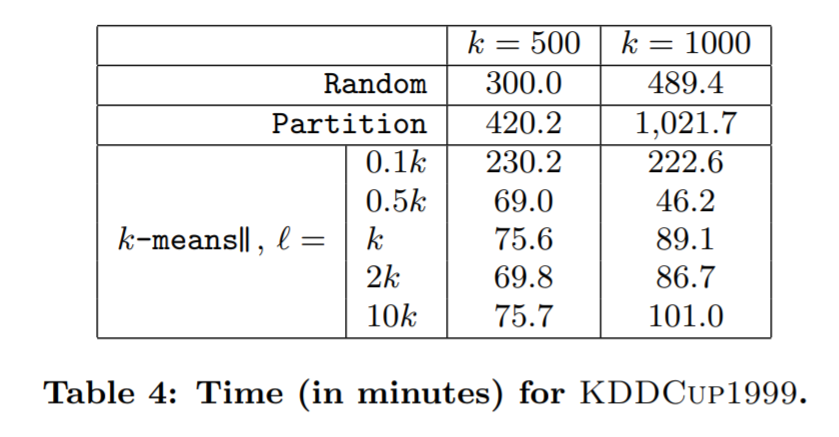 k = 500 k = 1000
Random 300.0 489.4
Partition 420.2 1,021.7
0.1k 230.2 222.6
0.5k 69.0 46.2
k-means||, ℓ = k 75.6 89.1
2k 69.8 86.7
10k 75.7 101.0
Table 4: Time (in minutes) for KDDCUP1999.